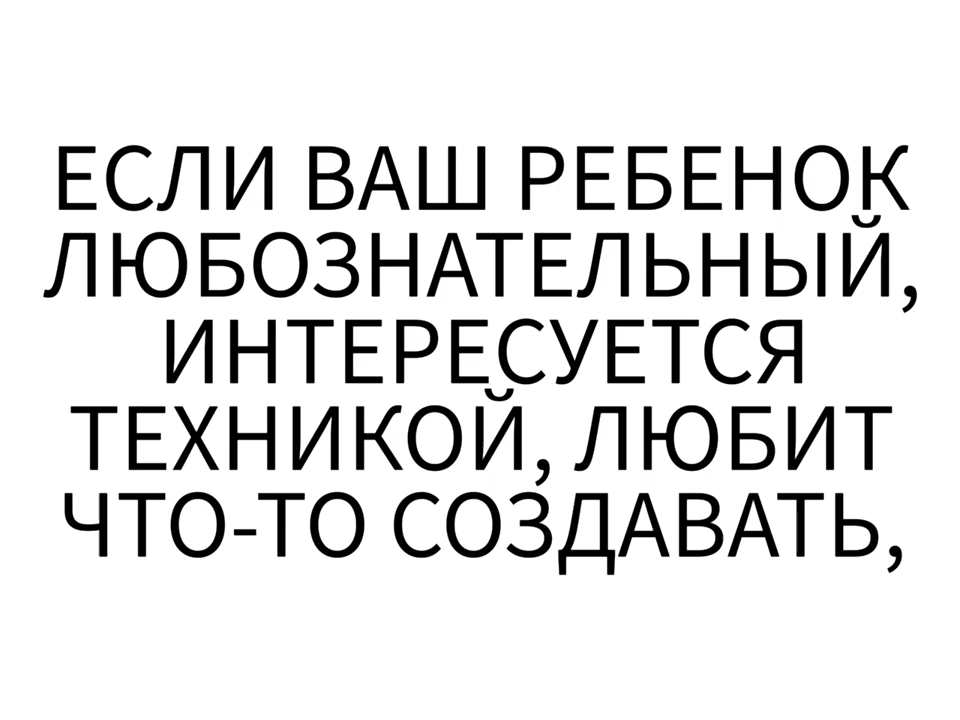 ЕСЛИ ВАШ РЕБЕНОК
ЛЮБОЗНАТЕЛЬНЫЙ,
ИНТЕРЕСУЕТСЯ
ТЕХНИКОЙ, ЛЮБИТ
ЧТО-ТО СОЗДАВАТЬ,